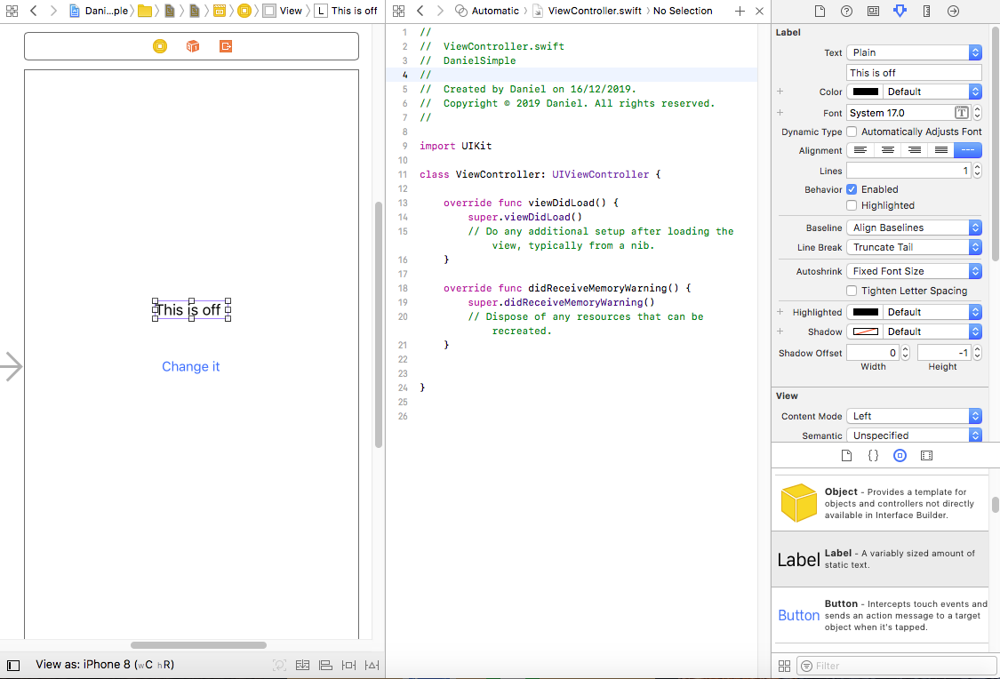 Dani...ple View L This is off
Automatic ViewController.swift No Selection
This is off
Change it
View as: iPhone 8 (wC hR)
1 //
2 // ViewController.swift
3 // DanielSimple
4 //
5 // Created by Daniel on 16/12/2019.
6 // Copyright © 2019 Daniel. All rights reserved.
7 //
8
9 import UIKit
10
11 class ViewController: UIViewController {
12
13 override func viewDidLoad() {
14 super.viewDidLoad()
15 // Do any additional setup after loading the
view, typically from a nib.
16 }
17
18 override func didReceiveMemoryWarning() {
19 super.didReceiveMemoryWarning()
20 // Dispose of any resources that can be
recreated.
21 }
22
23
24 }
25
26
Label
Text Plain
This is off
+ Color Default
+ Font System 17.0 T
Dynamic Type Automatically Adjusts Font
Alignment ---
Lines 1
Behavior Enabled
Highlighted
Baseline Align Baselines
Line Break Truncate Tail
Autoshrink Fixed Font Size
Tighten Letter Spacing
+ Highlighted Default
+ Shadow Default
Shadow Offset 0 -1
Width Height
View
Content Mode Left
Semantic Unspecified
{}
Object - Provides a template for
objects and controllers not directly
available in Interface Builder.
Label
Label - A variably sized amount of
static text.
Button
Button - Intercepts touch events and
sends an action message to a target
object when it's tapped.
Filter